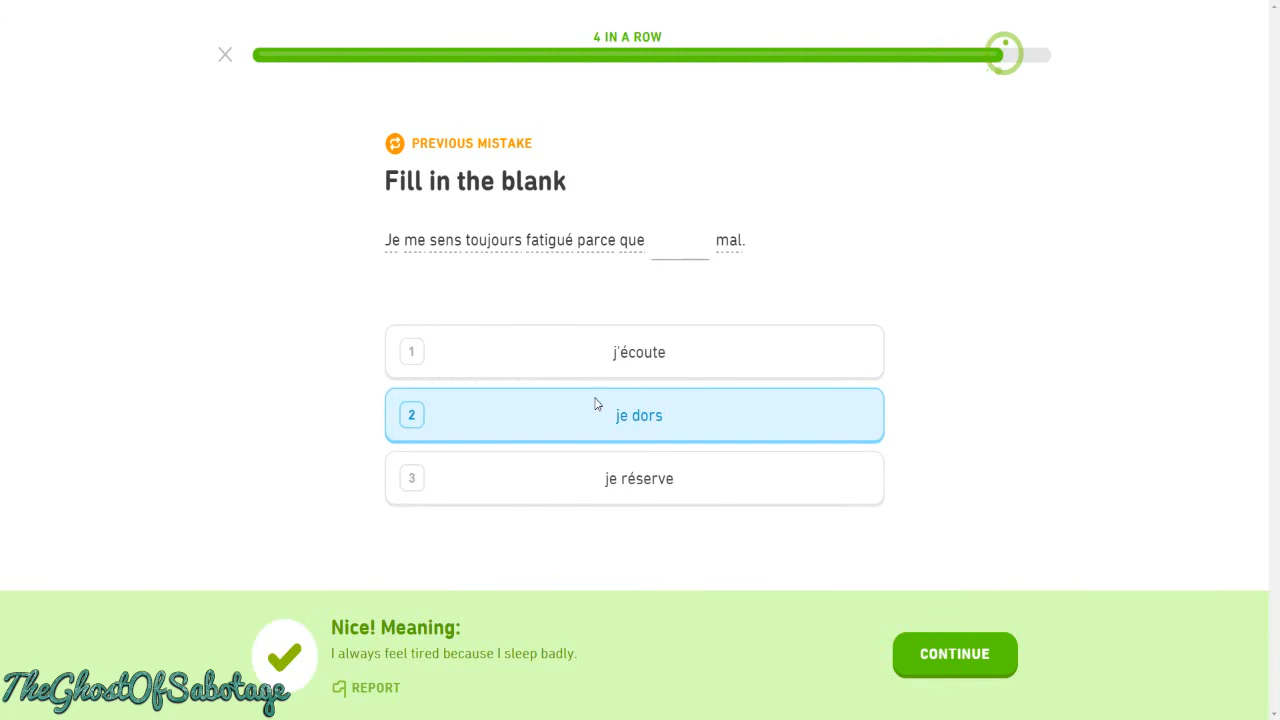 4 IN A ROW
PREVIOUS MISTAKE
Fill in the blank
Je me sens toujours fatigué parce que ______ mal.
1 j'écoute
2 je dors
3 je réserve
Nice! Meaning:
I always feel tired because I sleep badly.
CONTINUE
REPORT
TheGhostOfSabotage